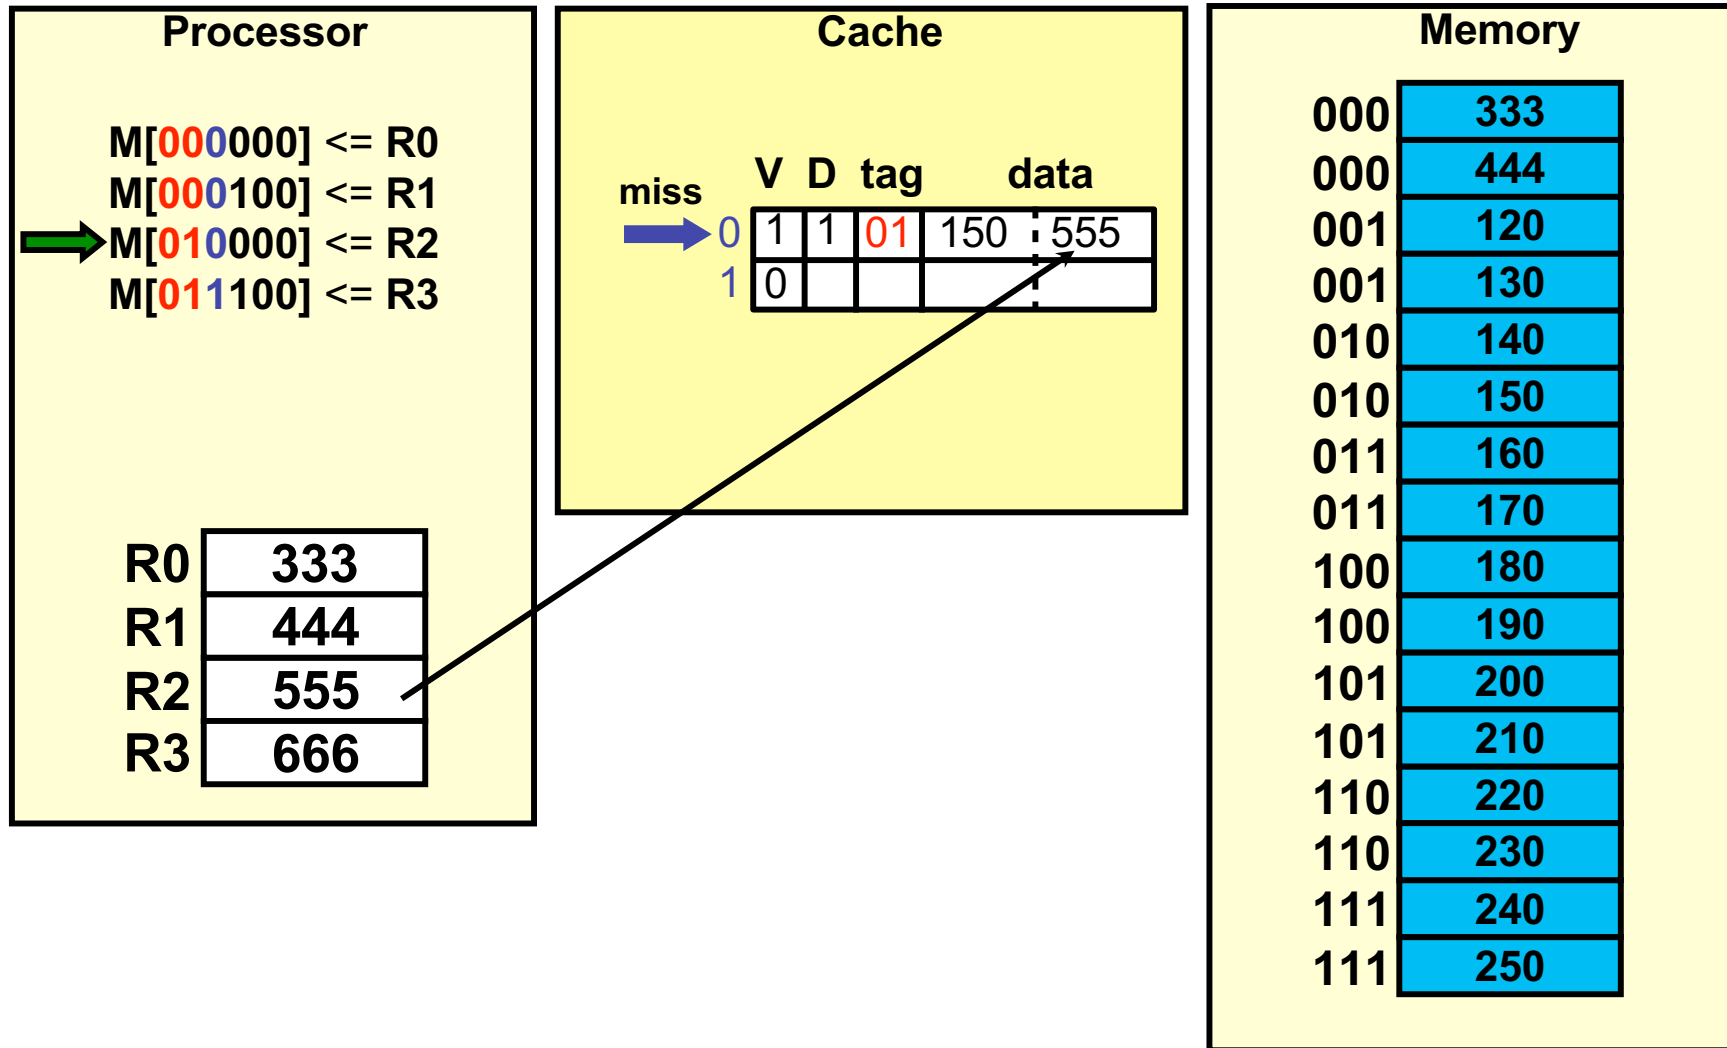 Processor
M[000000] <= R0
M[000100] <= R1
M[010000] <= R2
M[011100] <= R3
R0 333
R1 444
R2 555
R3 666
Cache
miss
V D tag data
0 1 1 01 150 555
1 0
Memory
000 333
000 444
001 120
001 130
010 140
010 150
011 160
011 170
100 180
100 190
101 200
101 210
110 220
110 230
111 240
111 250